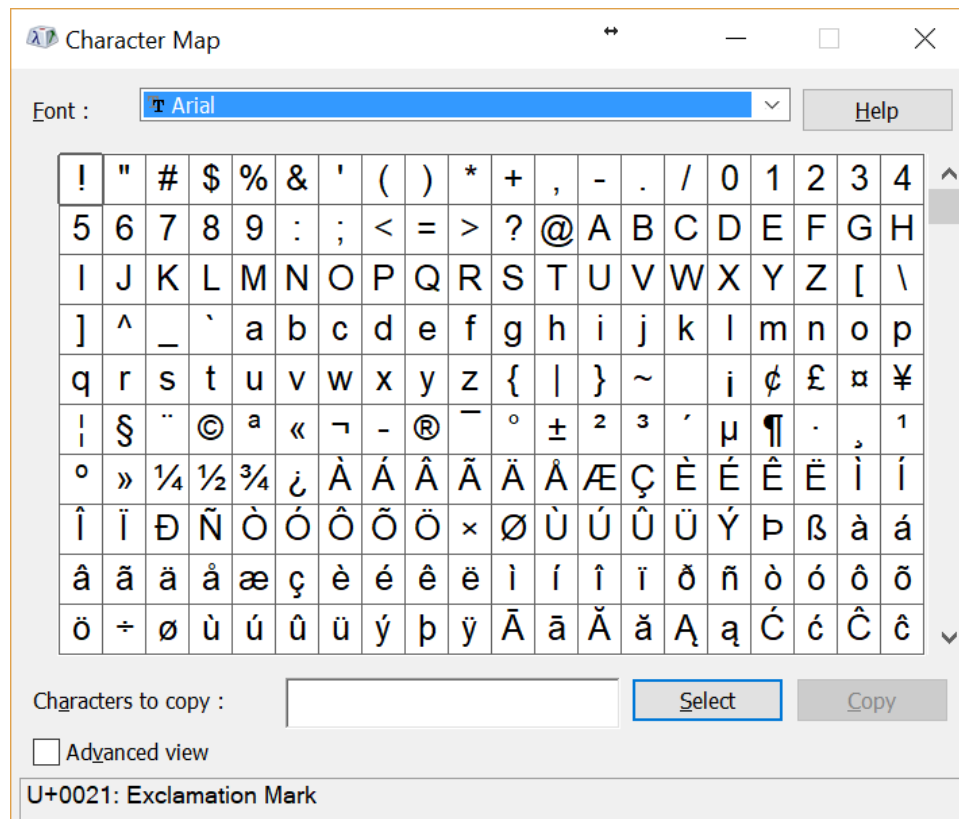 Character Map
Font : Arial Help
! " # $ % & ' ( ) * + , - . / 0 1 2 3 4
5 6 7 8 9 : ; < = > ? @ A B C D E F G H
I J K L M N O P Q R S T U V W X Y Z [ \
] ^ _ ` a b c d e f g h i j k l m n o p
q r s t u v w x y z { | } ~ ¡ ¢ £ ¤ ¥
¦ § ¨ © ª « ¬ - ® ¯ ° ± ² ³ ´ µ ¶ · ¸ ¹
º » ¼ ½ ¾ ¿ À Á Â Ã Ä Å Æ Ç È É Ê Ë Ì Í
Î Ï Ð Ñ Ò Ó Ô Õ Ö × Ø Ù Ú Û Ü Ý Þ ß à á
â ã ä å æ ç è é ê ë ì í î ï ð ñ ò ó ô õ
ö ÷ ø ù ú û ü ý þ ÿ Ā ā Ă ă Ą ą Ć ć Ĉ ĉ
Characters to copy : Select Copy
Advanced view
U+0021: Exclamation Mark